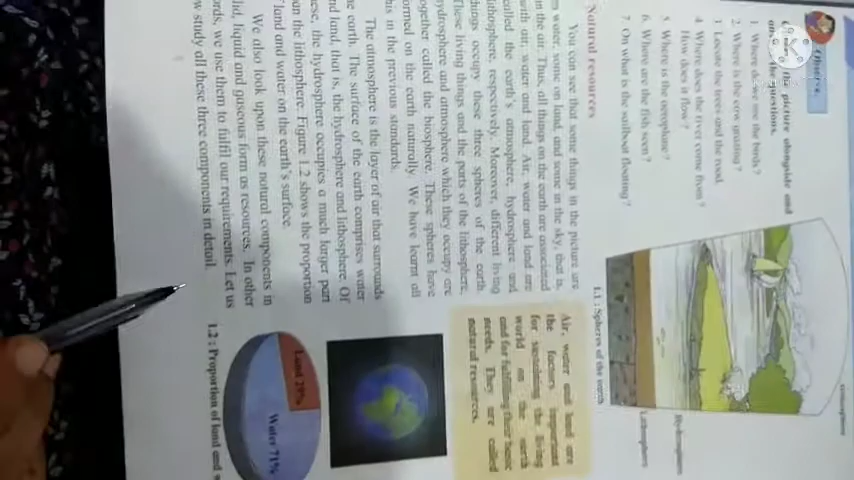 Observe.
the picture alongside and
the questions.
1. Where do we see the birds?
2. Where is the cow grazing?
3. Locate the trees and the road.
4. Where does the river come from?
How does it flow?
5. Where is the aeroplane?
6. Where are the fish seen?
7. On what is the sailboat floating?
Hydrosphere
Lithosphere
1.1 : Spheres of the earth
Natural resources
You can see that some things in the picture are
water, some on land, and some in the sky, that is,
in the air. Thus, all things on the earth are associated
with air, water and land. Air, water and land are
called the earth's atmosphere, hydrosphere and
lithosphere, respectively. Moreover, different living
things occupy these three spheres of the earth.
These living things and the parts of the lithosphere,
hydrosphere and atmosphere which they occupy are
together called the biosphere. These spheres have
formed on the earth naturally. We have learnt all
this in the previous standards.
The atmosphere is the layer of air that surrounds
the earth. The surface of the earth comprises water
and land, that is, the hydrosphere and lithosphere. Of
these, the hydrosphere occupies a much larger part
than the lithosphere. Figure 1.2 shows the proportion
of land and water on the earth's surface.
We also look upon these natural components in
solid, liquid and gaseous form as resources. In other
words, we use them to fulfil our requirements. Let us
now study all these three components in detail.
Air, water and land are
the factors important
for sustaining the living
world on the earth
and for fulfilling their basic
needs. They are called
natural resources.
Land 29%
Water 71%
1.2 : Proportion of land and